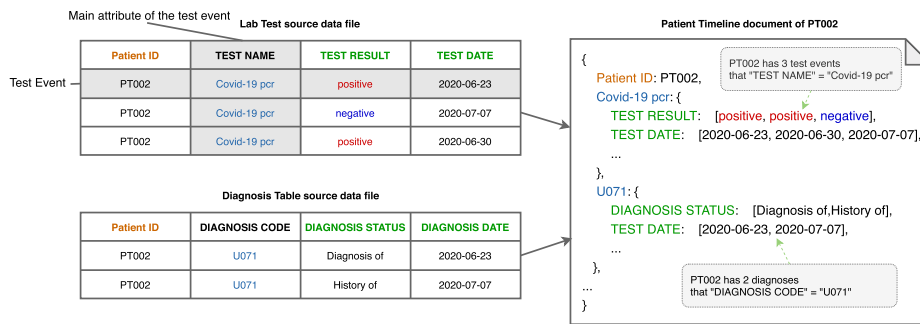 Main attribute of the test event
Lab Test source data file
Patient ID TEST NAME TEST RESULT TEST DATE
Test Event
PT002 Covid-19 pcr positive 2020-06-23
PT002 Covid-19 pcr negative 2020-07-07
PT002 Covid-19 pcr positive 2020-06-30
Diagnosis Table source data file
Patient ID DIAGNOSIS CODE DIAGNOSIS STATUS DIAGNOSIS DATE
PT002 U071 Diagnosis of 2020-06-23
PT002 U071 History of 2020-07-07
Patient Timeline document of PT002
{
PT002 has 3 test events
that "TEST NAME" = "Covid-19 pcr"
Patient ID: PT002,
Covid-19 pcr: {
TEST RESULT: [positive, positive, negative],
TEST DATE: [2020-06-23, 2020-06-30, 2020-07-07],
...
},
U071: {
DIAGNOSIS STATUS: [Diagnosis of,History of],
TEST DATE: [2020-06-23, 2020-07-07],
...
},
PT002 has 2 diagnoses
that "DIAGNOSIS CODE" = "U071"
...
}